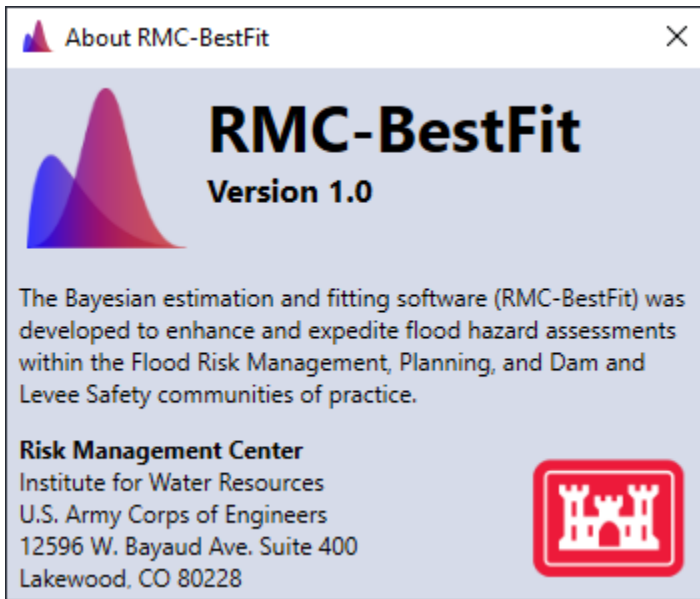 About RMC-BestFit
RMC-BestFit
Version 1.0
The Bayesian estimation and fitting software (RMC-BestFit) was
developed to enhance and expedite flood hazard assessments
within the Flood Risk Management, Planning, and Dam and
Levee Safety communities of practice.
Risk Management Center
Institute for Water Resources
U.S. Army Corps of Engineers
12596 W. Bayaud Ave. Suite 400
Lakewood, CO 80228